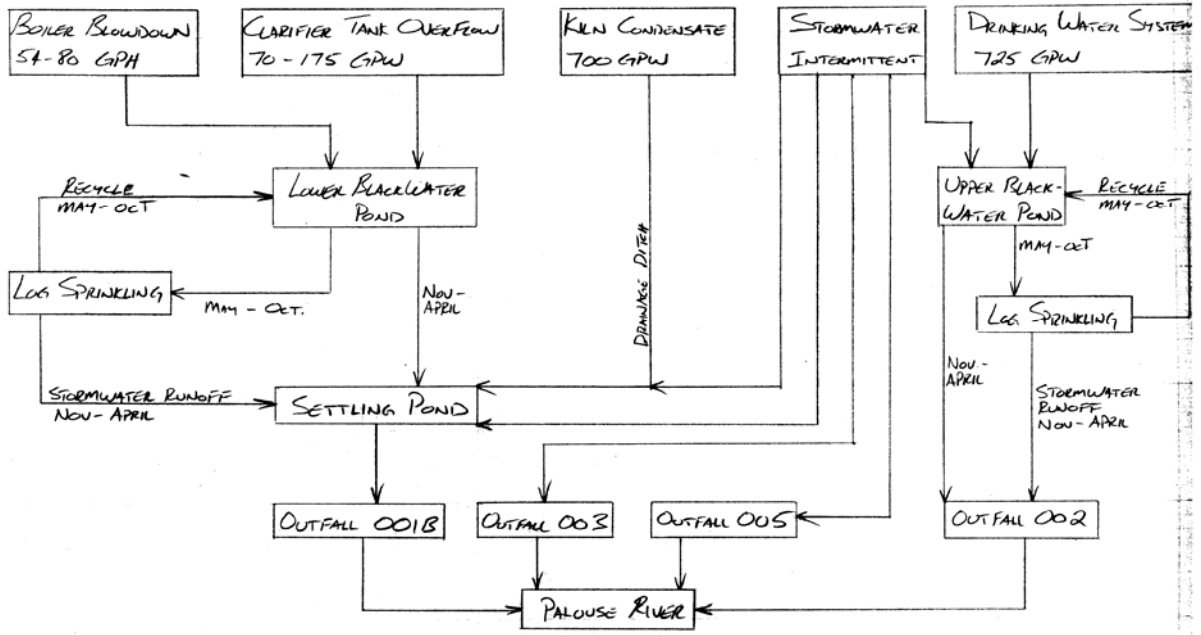 BOILER BLOWDOWN
54-80 GPH
CLARIFIER TANK OVERFLOW
70-175 GPW
KILN CONDENSATE
700 GPW
STORMWATER
INTERMITTENT
DRINKING WATER SYSTEM
725 GPW
LOWER BLACKWATER
POND
RECYCLE
MAY-OCT
UPPER BLACK-
WATER POND
RECYCLE
MAY-OCT
LOG SPRINKLING
MAY-OCT.
NOV-
APRIL
DRAINAGE DITCH
MAY-OCT
LOG SPRINKLING
NOV-
APRIL
STORMWATER RUNOFF
NOV-APRIL
SETTLING POND
STORMWATER
RUNOFF
NOV-APRIL
OUTFALL 001B
OUTFALL 003
OUTFALL 005
OUTFALL 002
PALOUSE RIVER